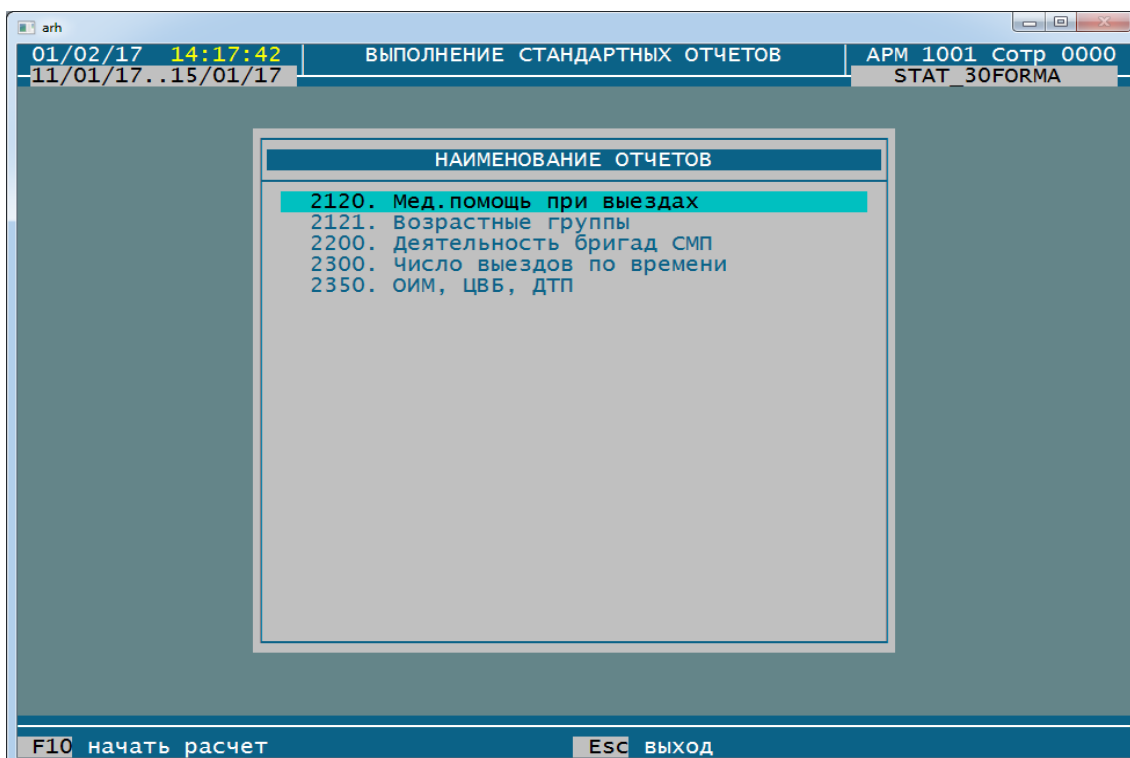 arh
01/02/17 14:17:42 ВЫПОЛНЕНИЕ СТАНДАРТНЫХ ОТЧЕТОВ АРМ 1001 Сотр 0000
11/01/17..15/01/17 STAT_30FORMA
НАИМЕНОВАНИЕ ОТЧЕТОВ
2120. Мед.помощь при выездах
2121. Возрастные группы
2200. Деятельность бригад СМП
2300. Число выездов по времени
2350. ОИМ, ЦВБ, ДТП
F10 начать расчет Esc выход